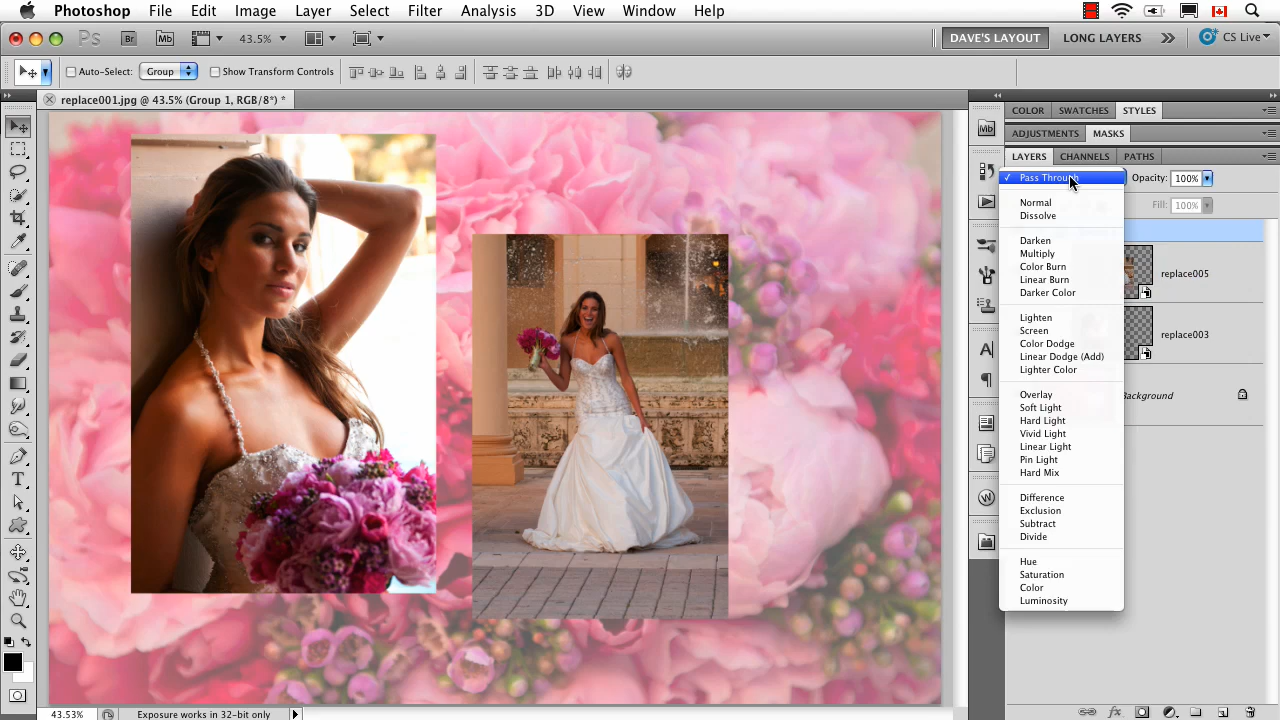 Photoshop File Edit Image Layer Select Filter Analysis 3D View Window Help
Ps Br Mb 43.5% DAVE'S LAYOUT LONG LAYERS CS Live
Auto-Select: Group Show Transform Controls
replace001.jpg @ 43.5% (Group 1, RGB/8*) *
COLOR SWATCHES STYLES
ADJUSTMENTS MASKS
LAYERS CHANNELS PATHS
Mb
Pass Through Opacity: 100%
Fill: 100%
Normal
Dissolve
Darken
Multiply
Color Burn
Linear Burn
Darker Color
Lighten
Screen
Color Dodge
Linear Dodge (Add)
Lighter Color
Overlay
Soft Light
Hard Light
Vivid Light
Linear Light
Pin Light
Hard Mix
Difference
Exclusion
Subtract
Divide
Hue
Saturation
Color
Luminosity
replace005
replace003
Background
43.53% Exposure works in 32-bit only
fx